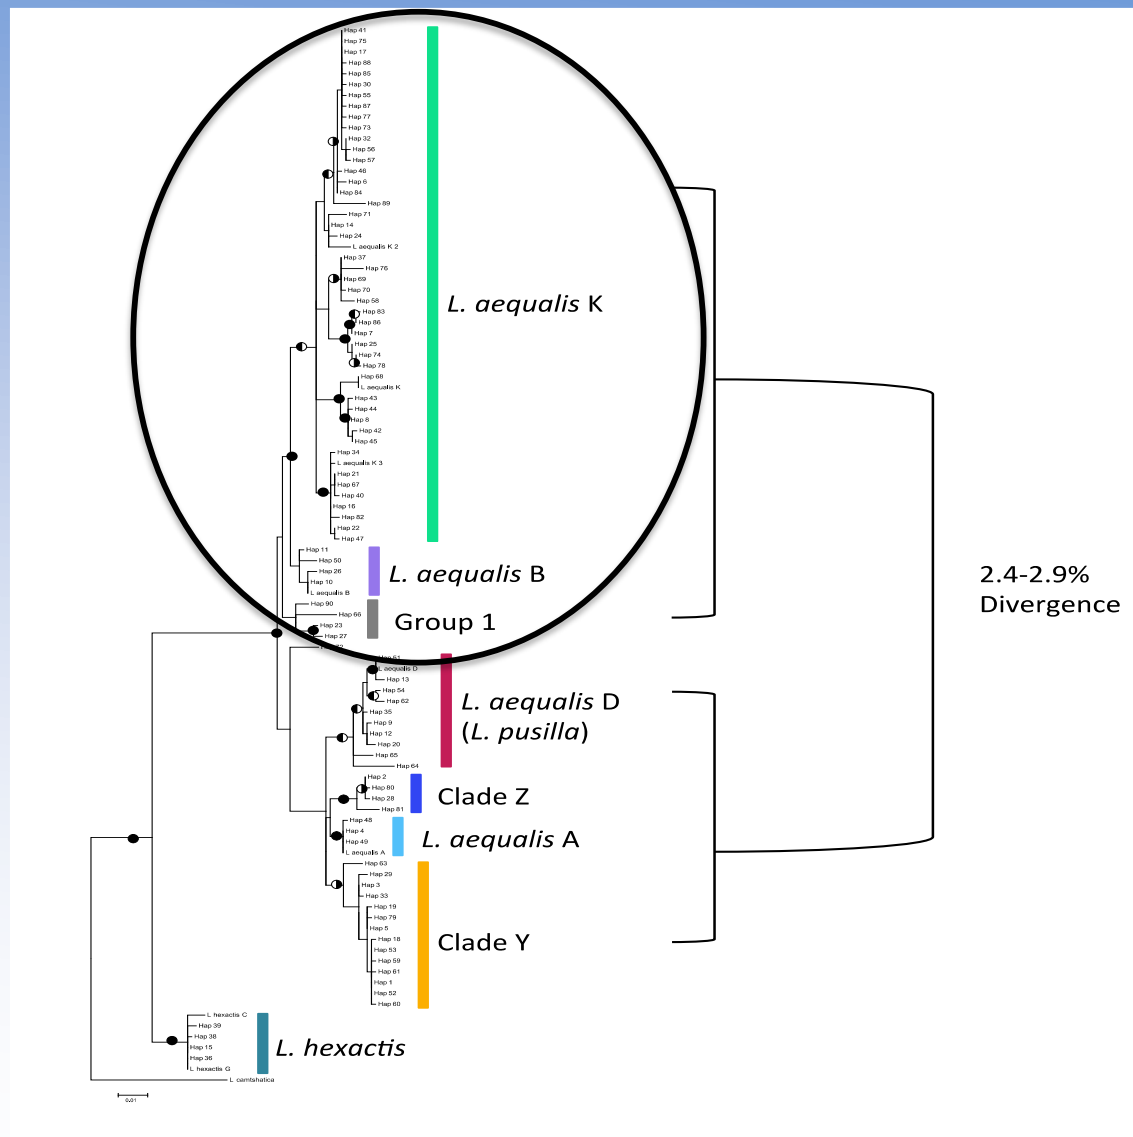 Hap 41
Hap 75
Hap 17
Hap 88
Hap 85
Hap 30
Hap 55
Hap 87
Hap 77
Hap 73
Hap 32
Hap 56
Hap 57
Hap 46
Hap 6
Hap 84
Hap 89
Hap 71
Hap 14
Hap 24
L aequalis K 2
Hap 37
Hap 76
Hap 69
Hap 70
Hap 58
Hap 83
Hap 86
Hap 7
Hap 25
Hap 74
Hap 78
Hap 68
L aequalis K
Hap 43
Hap 44
Hap 8
Hap 42
Hap 45
Hap 34
L aequalis K 3
Hap 21
Hap 67
Hap 40
Hap 16
Hap 82
Hap 22
Hap 47
L. aequalis K
Hap 11
Hap 50
Hap 26
Hap 10
L aequalis B
L. aequalis B
Hap 90
Hap 66
Hap 23
Hap 27
Group 1
Hap 51
L aequalis D
Hap 13
Hap 54
Hap 62
Hap 35
Hap 9
Hap 12
Hap 20
Hap 65
Hap 64
L. aequalis D
(L. pusilla)
Hap 2
Hap 80
Hap 28
Hap 81
Clade Z
Hap 48
Hap 4
Hap 49
L aequalis A
L. aequalis A
Hap 63
Hap 29
Hap 3
Hap 33
Hap 19
Hap 79
Hap 5
Hap 18
Hap 53
Hap 59
Hap 61
Hap 1
Hap 52
Hap 60
Clade Y
L hexactis C
Hap 39
Hap 38
Hap 15
Hap 36
L hexactis G
L. hexactis
L camtshatica
0.01
2.4-2.9%
Divergence